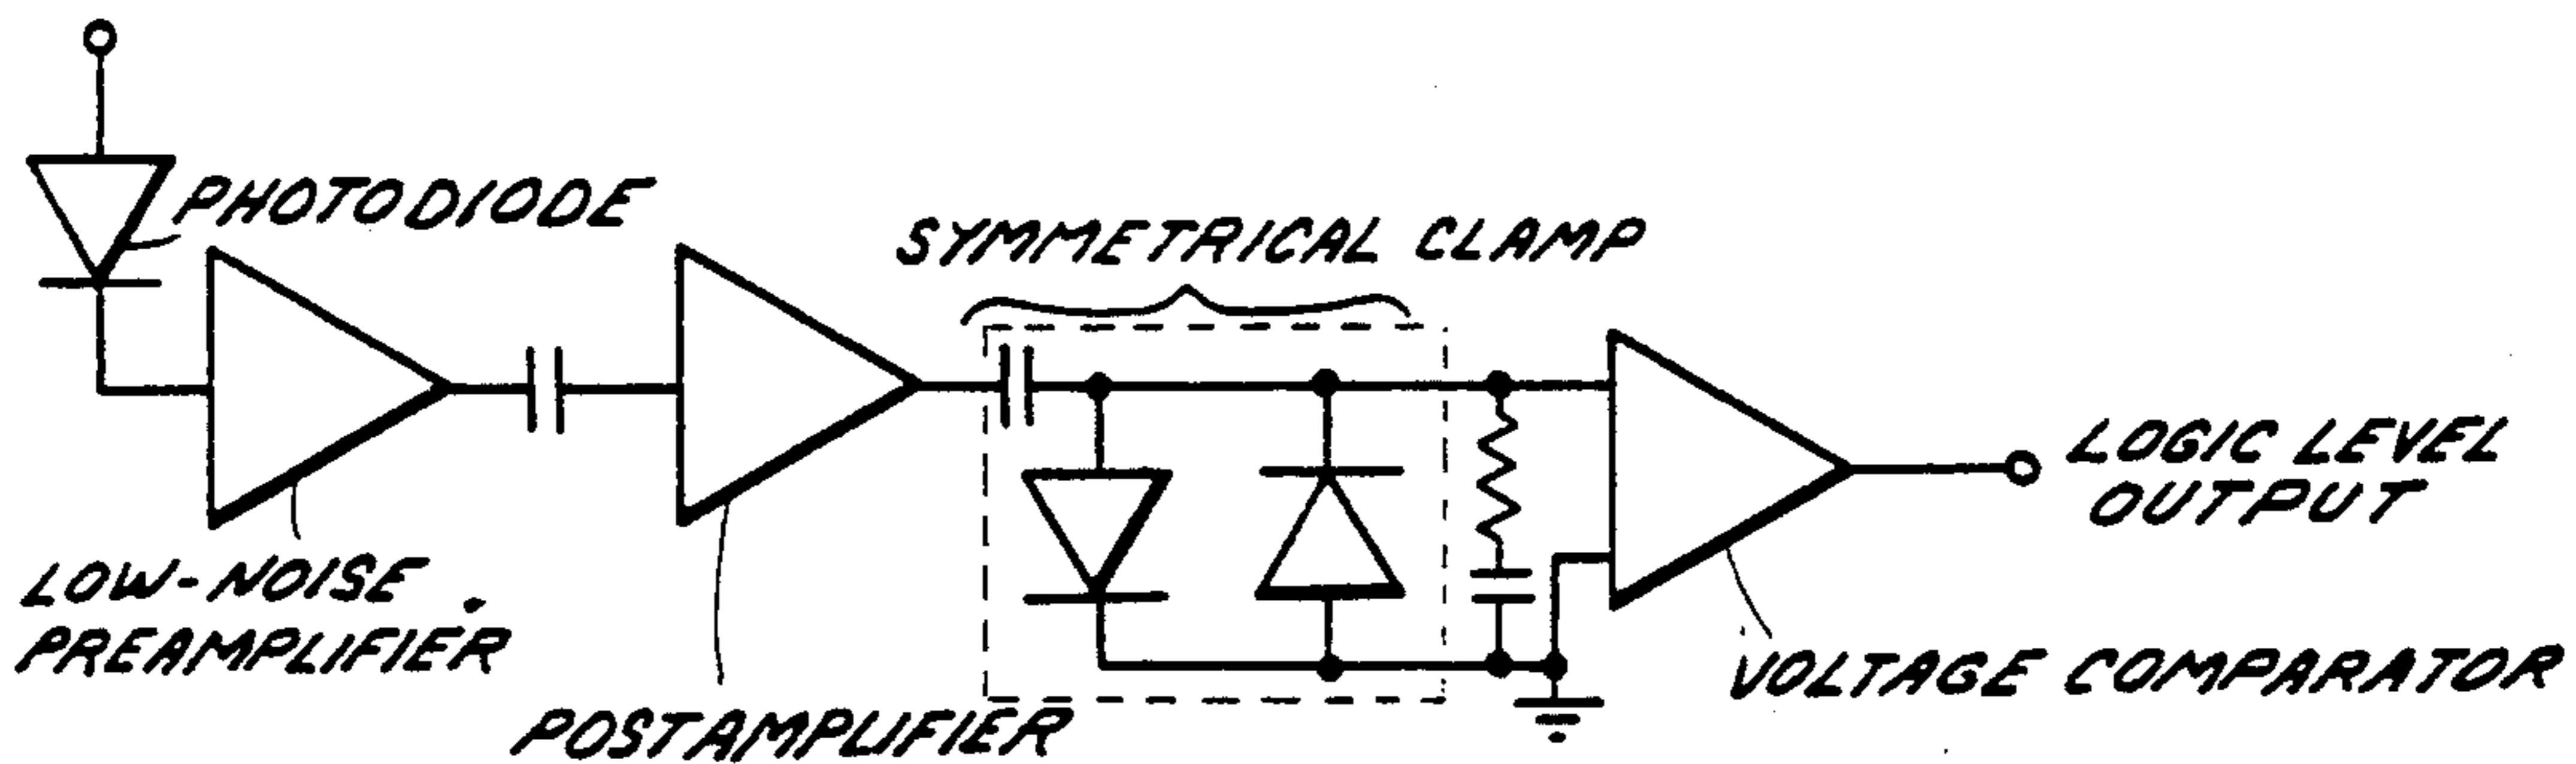 PHOTODIODE
SYMMETRICAL CLAMP
LOGIC LEVEL
OUTPUT
LOW-NOISE
PREAMPLIFIER
POSTAMPLIFIER
VOLTAGE COMPARATOR